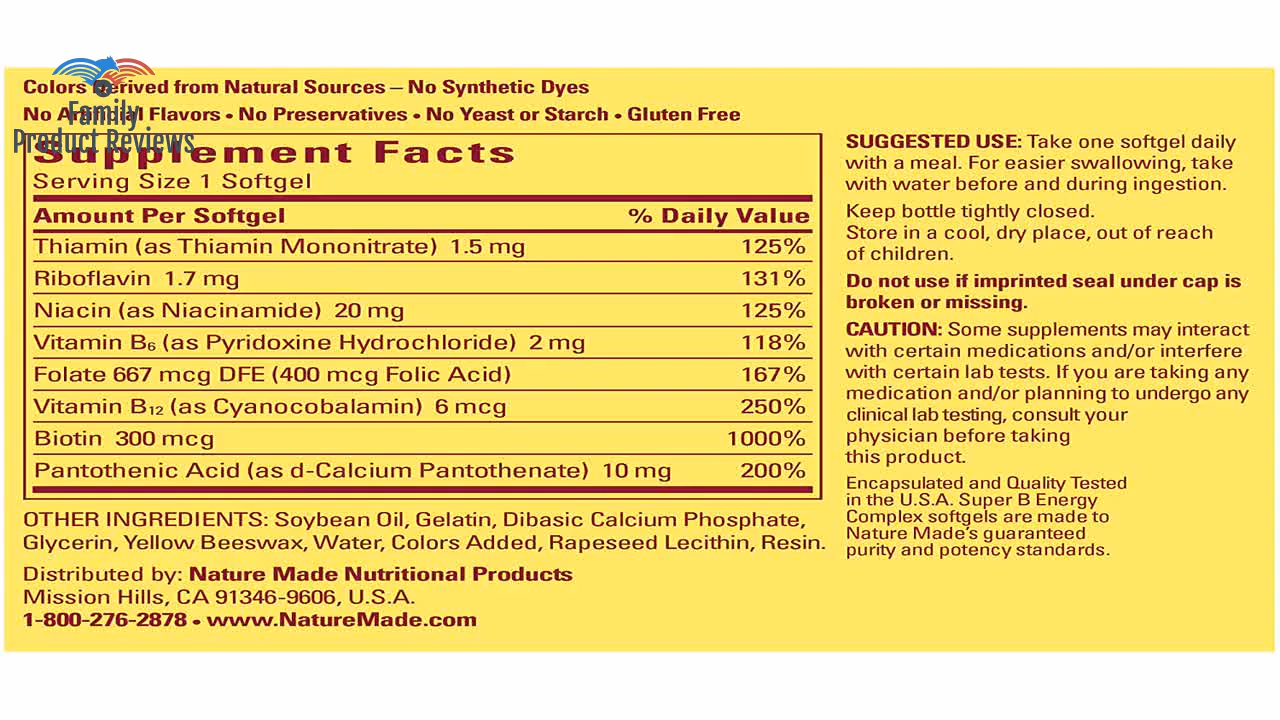 Colors Derived from Natural Sources – No Synthetic Dyes
No Artificial Flavors • No Preservatives • No Yeast or Starch • Gluten Free
Family
Product Reviews
Supplement Facts
Serving Size 1 Softgel
Amount Per Softgel % Daily Value
Thiamin (as Thiamin Mononitrate) 1.5 mg 125%
Riboflavin 1.7 mg 131%
Niacin (as Niacinamide) 20 mg 125%
Vitamin B₆ (as Pyridoxine Hydrochloride) 2 mg 118%
Folate 667 mcg DFE (400 mcg Folic Acid) 167%
Vitamin B₁₂ (as Cyanocobalamin) 6 mcg 250%
Biotin 300 mcg 1000%
Pantothenic Acid (as d-Calcium Pantothenate) 10 mg 200%
OTHER INGREDIENTS: Soybean Oil, Gelatin, Dibasic Calcium Phosphate,
Glycerin, Yellow Beeswax, Water, Colors Added, Rapeseed Lecithin, Resin.
Distributed by: Nature Made Nutritional Products
Mission Hills, CA 91346-9606, U.S.A.
1-800-276-2878 • www.NatureMade.com
SUGGESTED USE: Take one softgel daily
with a meal. For easier swallowing, take
with water before and during ingestion.
Keep bottle tightly closed.
Store in a cool, dry place, out of reach
of children.
Do not use if imprinted seal under cap is
broken or missing.
CAUTION: Some supplements may interact
with certain medications and/or interfere
with certain lab tests. If you are taking any
medication and/or planning to undergo any
clinical lab testing, consult your
physician before taking
this product.
Encapsulated and Quality Tested
in the U.S.A. Super B Energy
Complex softgels are made to
Nature Made's guaranteed
purity and potency standards.